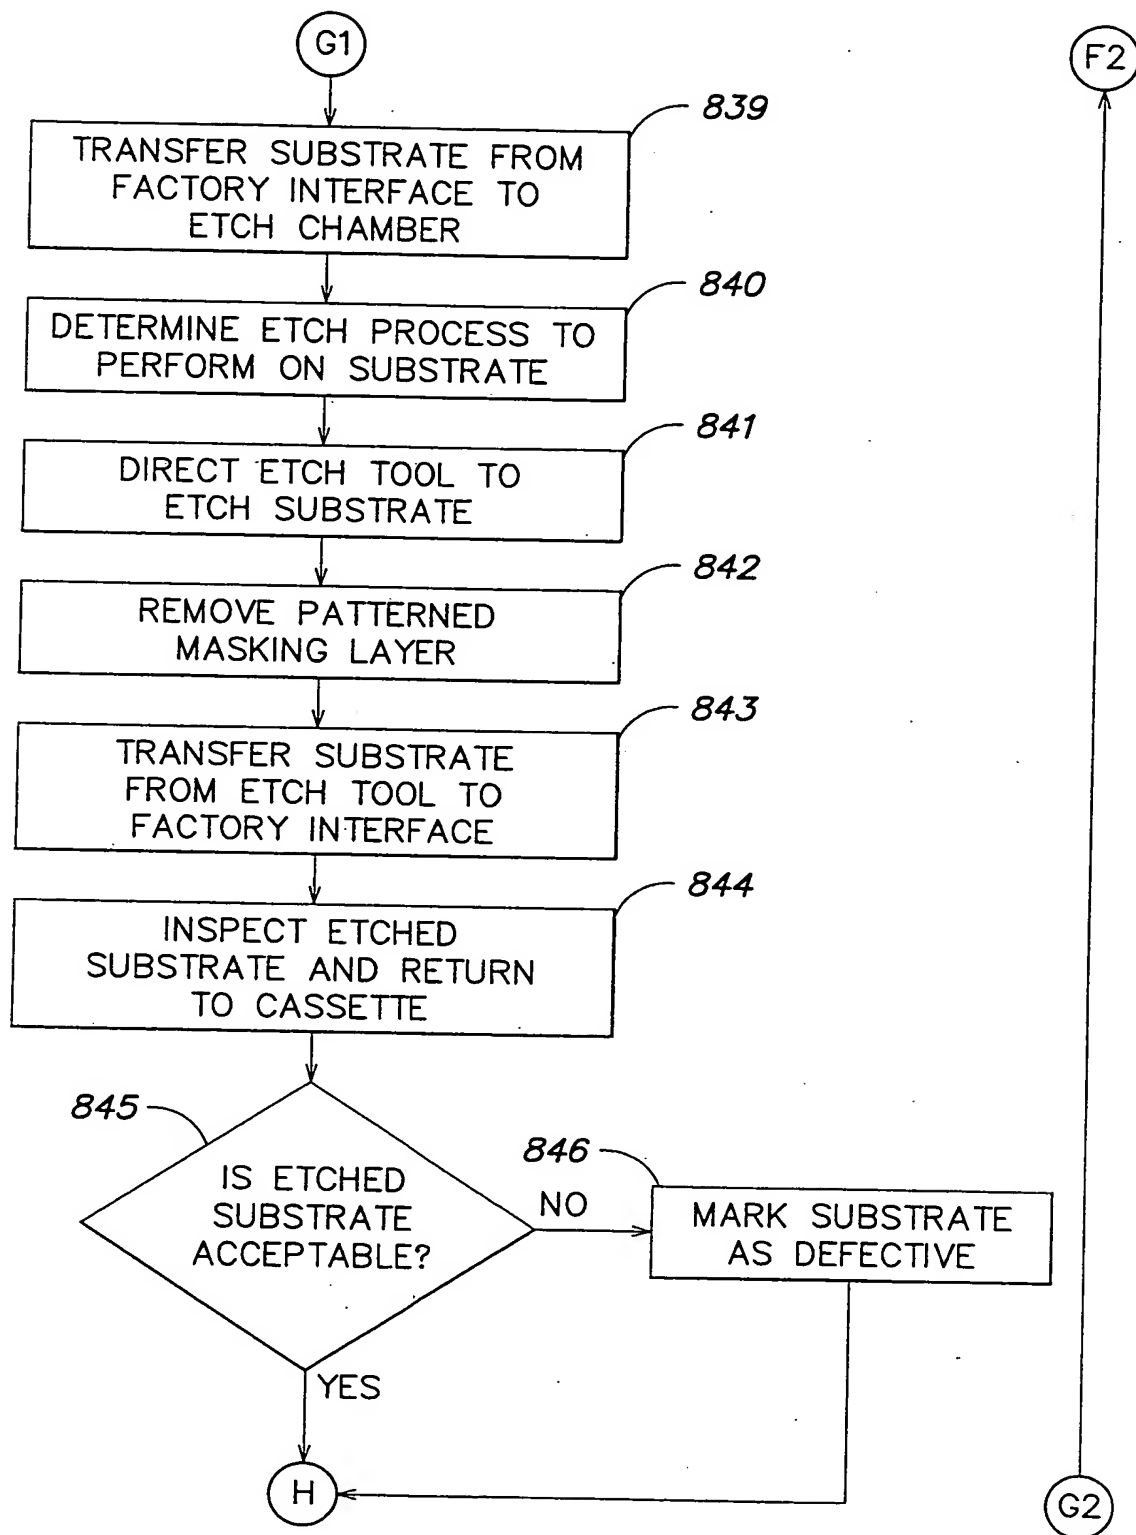 G1
F2
839
TRANSFER SUBSTRATE FROM
FACTORY INTERFACE TO
ETCH CHAMBER
840
DETERMINE ETCH PROCESS TO
PERFORM ON SUBSTRATE
841
DIRECT ETCH TOOL TO
ETCH SUBSTRATE
842
REMOVE PATTERNED
MASKING LAYER
843
TRANSFER SUBSTRATE
FROM ETCH TOOL TO
FACTORY INTERFACE
844
INSPECT ETCHED
SUBSTRATE AND RETURN
TO CASSETTE
845
IS ETCHED
SUBSTRATE
ACCEPTABLE?
NO
846
MARK SUBSTRATE
AS DEFECTIVE
YES
H
G2